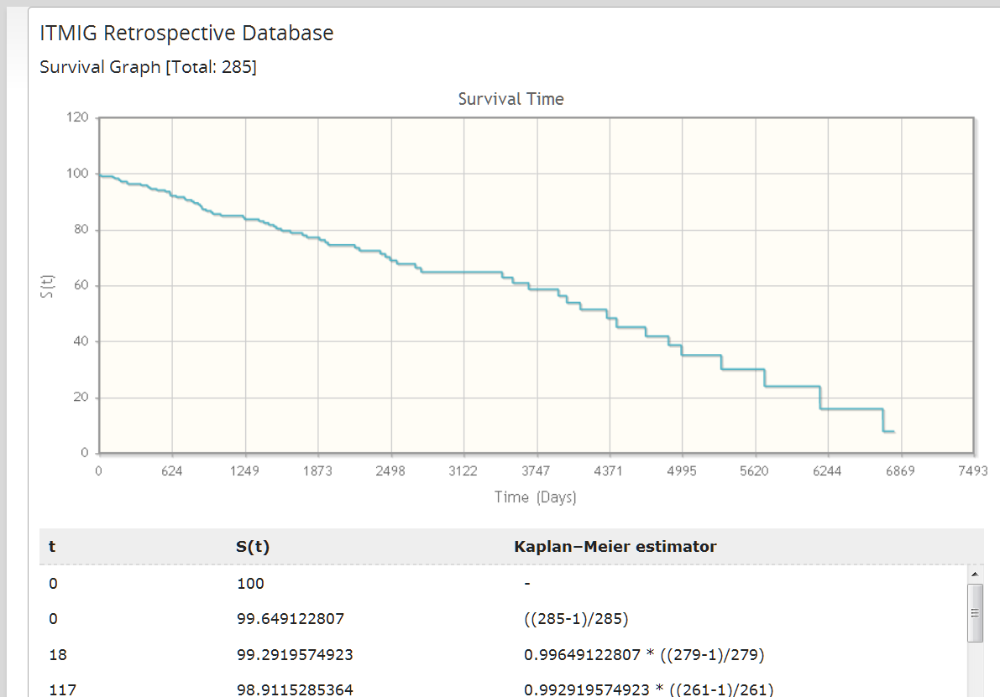 ITMIG Retrospective Database
Survival Graph [Total: 285]
Survival Time
120
100
80
60
40
20
0
S(t)
0 624 1249 1873 2498 3122 3747 4371 4995 5620 6244 6869 7493
Time (Days)
t S(t) Kaplan–Meier estimator
0 100 -
0 99.649122807 ((285-1)/285)
18 99.2919574923 0.99649122807 * ((279-1)/279)
117 98.9115285364 0.992919574923 * ((261-1)/261)